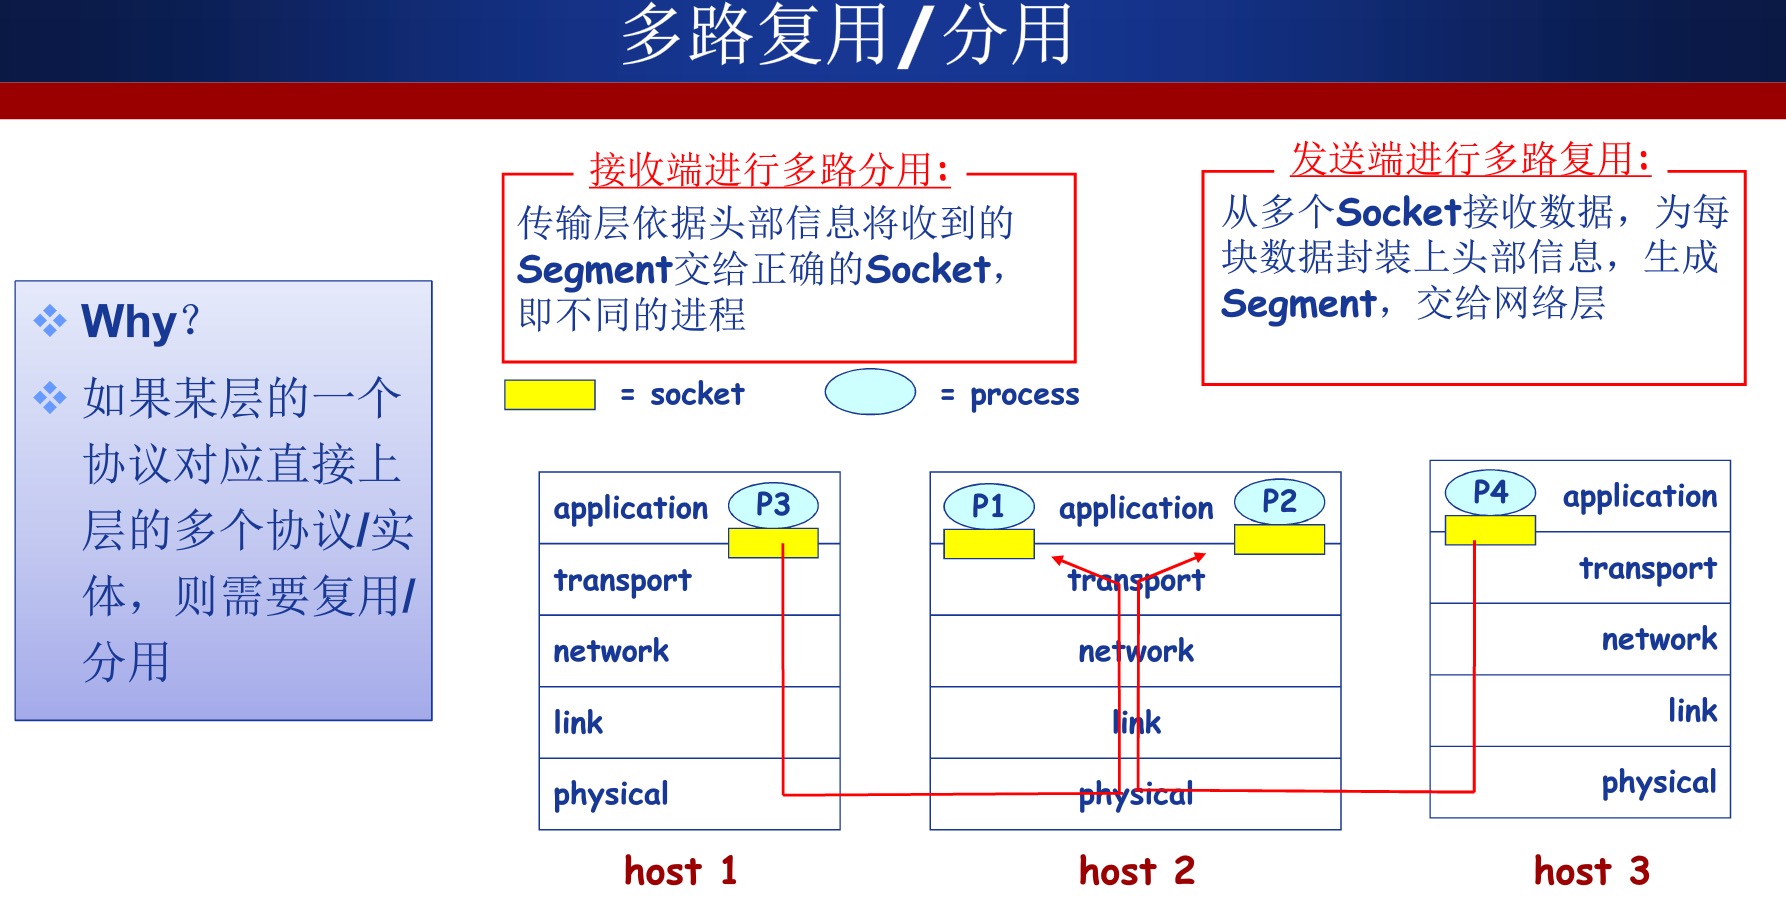 多路复用/分用
接收端进行多路分用:
传输层依据头部信息将收到的
Segment交给正确的Socket，
即不同的进程
发送端进行多路复用:
从多个Socket接收数据，为每
块数据封装上头部信息，生成
Segment，交给网络层
Why？
如果某层的一个
协议对应直接上
层的多个协议/实
体，则需要复用/
分用
= socket
= process
application
P3
transport
network
link
physical
host 1
P1
application
P2
transport
network
link
physical
host 2
P4
application
transport
network
link
physical
host 3